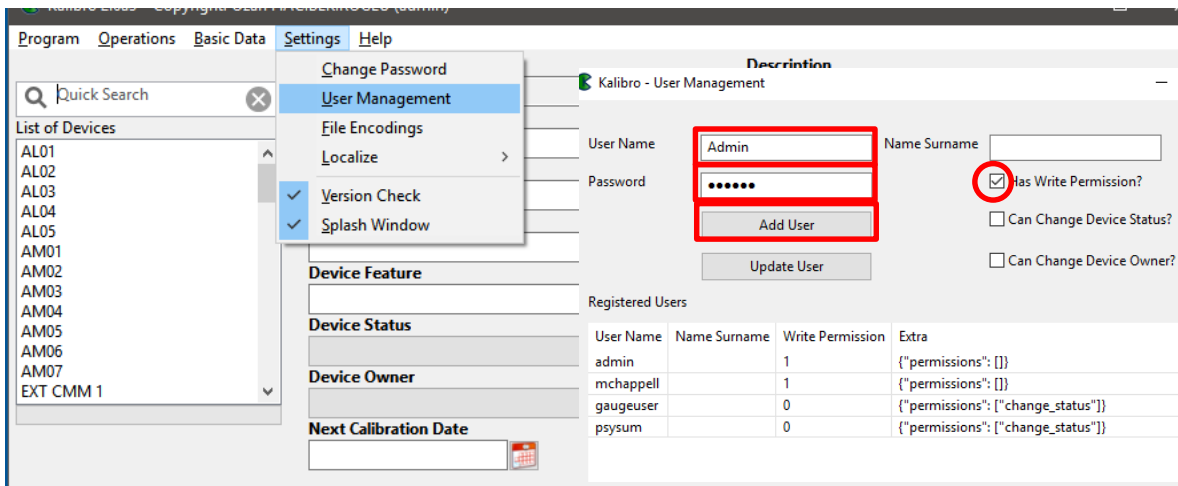 Program Operations Basic Data Settings Help
Change Password
User Management
File Encodings
Localize
Version Check
Splash Window
Quick Search
List of Devices
AL01
AL02
AL03
AL04
AL05
AM01
AM02
AM03
AM04
AM05
AM06
AM07
EXT CMM 1
Device Feature
Device Status
Device Owner
Next Calibration Date
Description
Kalibro - User Management
User Name Admin Name Surname
Password •••••• Has Write Permission?
Add User Can Change Device Status?
Update User Can Change Device Owner?
Registered Users
User Name Name Surname Write Permission Extra
admin 1 {"permissions": []}
mchappell 1 {"permissions": []}
gaugeuser 0 {"permissions": ["change_status"]}
psysum 0 {"permissions": ["change_status"]}